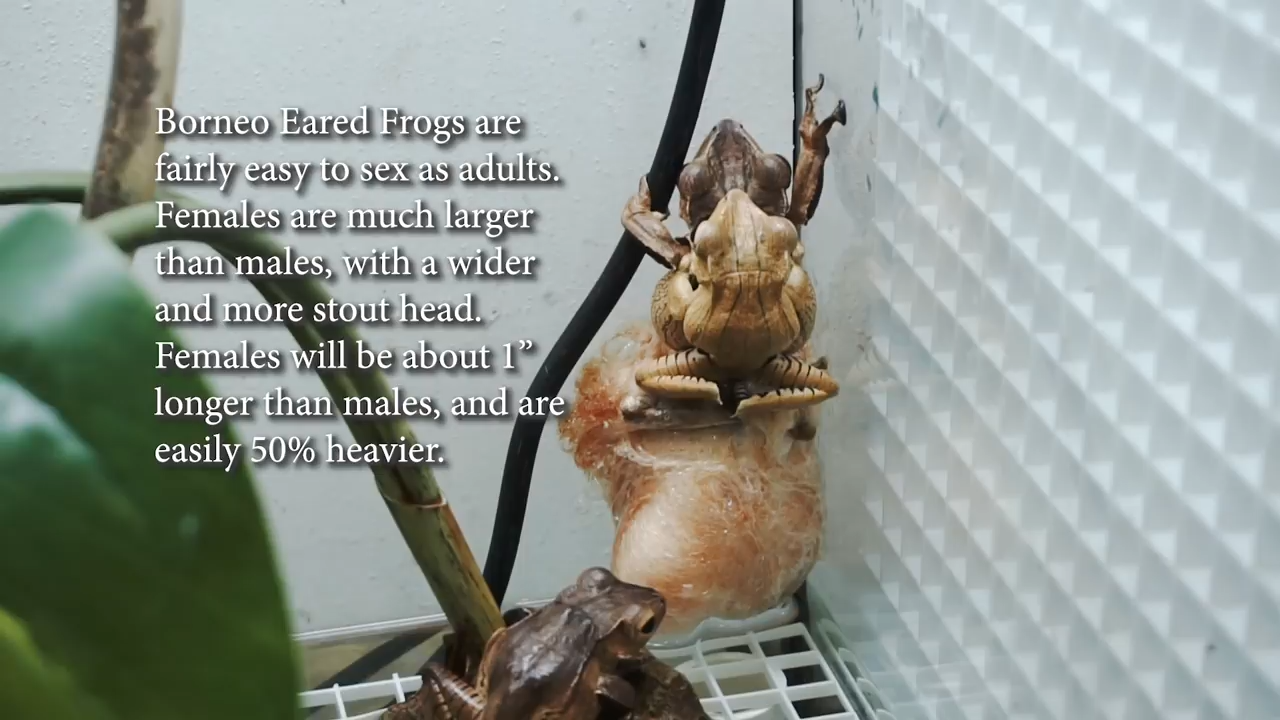 Borneo Eared Frogs are
fairly easy to sex as adults.
Females are much larger
than males, with a wider
and more stout head.
Females will be about 1”
longer than males, and are
easily 50% heavier.